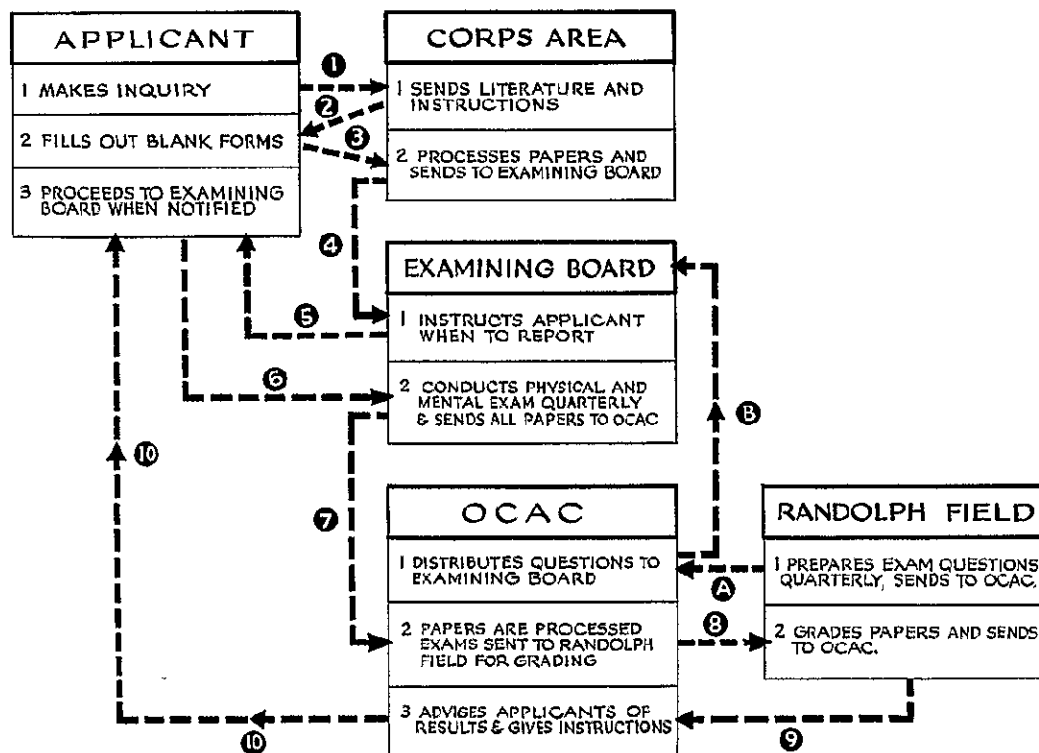 APPLICANT
1 MAKES INQUIRY
2 FILLS OUT BLANK FORMS
3 PROCEEDS TO EXAMINING
BOARD WHEN NOTIFIED
1
2
3
CORPS AREA
1 SENDS LITERATURE AND
INSTRUCTIONS
2 PROCESSES PAPERS AND
SENDS TO EXAMINING BOARD
4
5
6
EXAMINING BOARD
1 INSTRUCTS APPLICANT
WHEN TO REPORT
2 CONDUCTS PHYSICAL AND
MENTAL EXAM QUARTERLY
& SENDS ALL PAPERS TO OCAC
B
10
7
OCAC
1 DISTRIBUTES QUESTIONS TO
EXAMINING BOARD
2 PAPERS ARE PROCESSED
EXAMS SENT TO RANDOLPH
FIELD FOR GRADING
3 ADVISES APPLICANTS OF
RESULTS & GIVES INSTRUCTIONS
A
8
RANDOLPH FIELD
1 PREPARES EXAM QUESTIONS
QUARTERLY, SENDS TO OCAC.
2 GRADES PAPERS AND SENDS
TO OCAC.
10
9